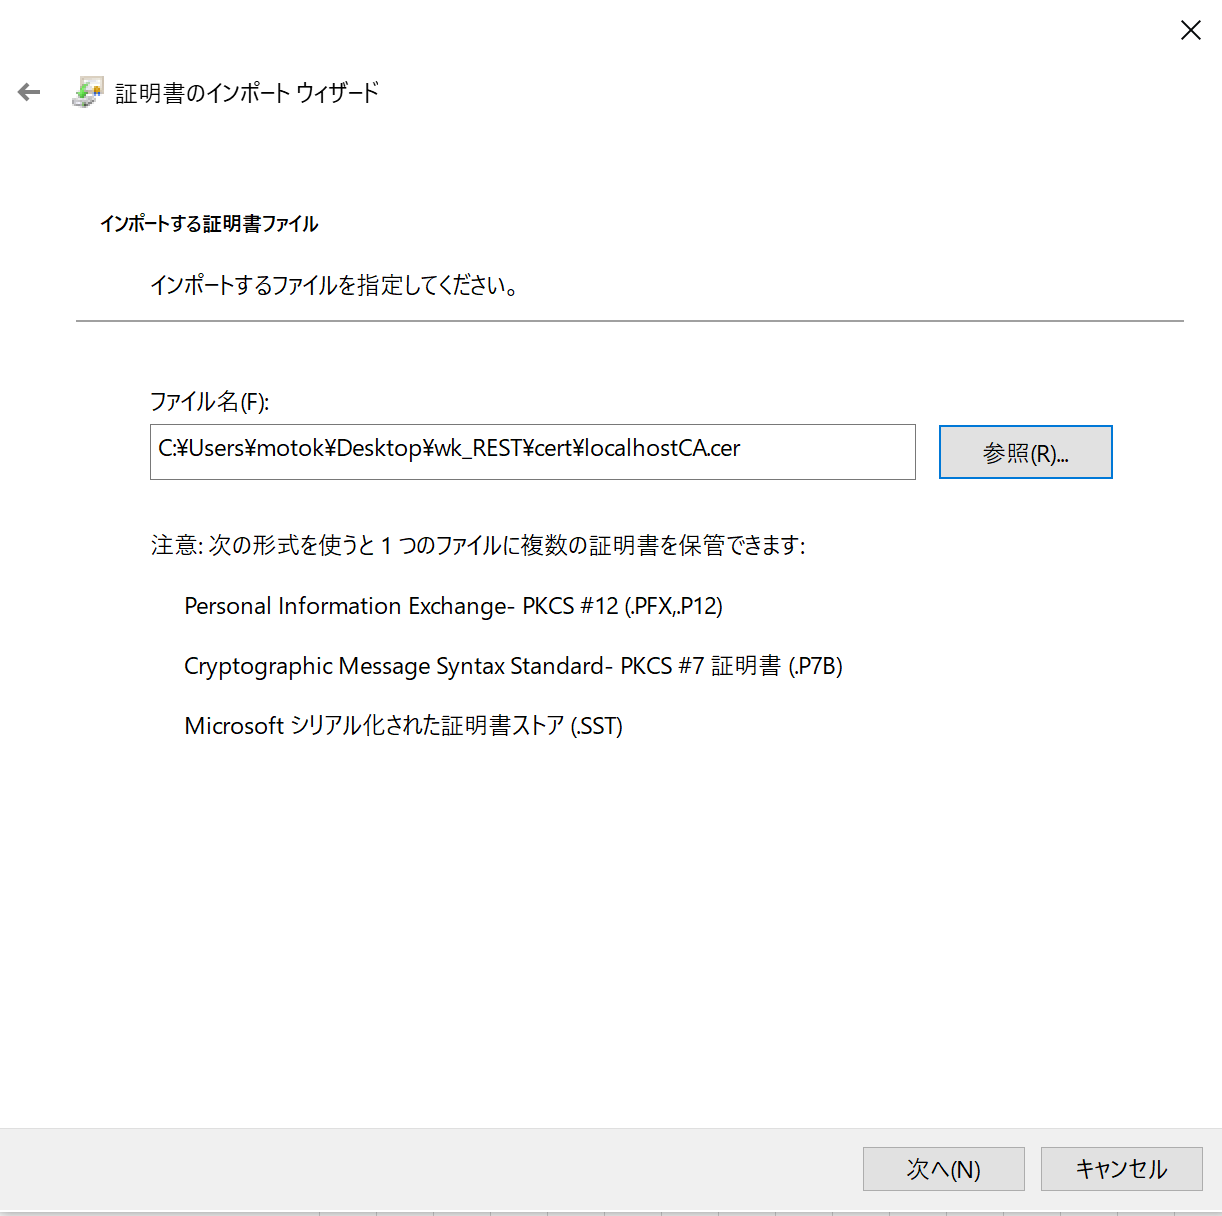 証明書のインポート ウィザード
インポートする証明書ファイル
インポートするファイルを指定してください。
ファイル名(F):
C:¥Users¥motok¥Desktop¥wk_REST¥cert¥localhostCA.cer
参照(R)...
注意: 次の形式を使うと 1 つのファイルに複数の証明書を保管できます:
Personal Information Exchange- PKCS #12 (.PFX,.P12)
Cryptographic Message Syntax Standard- PKCS #7 証明書 (.P7B)
Microsoft シリアル化された証明書ストア (.SST)
次へ(N)
キャンセル